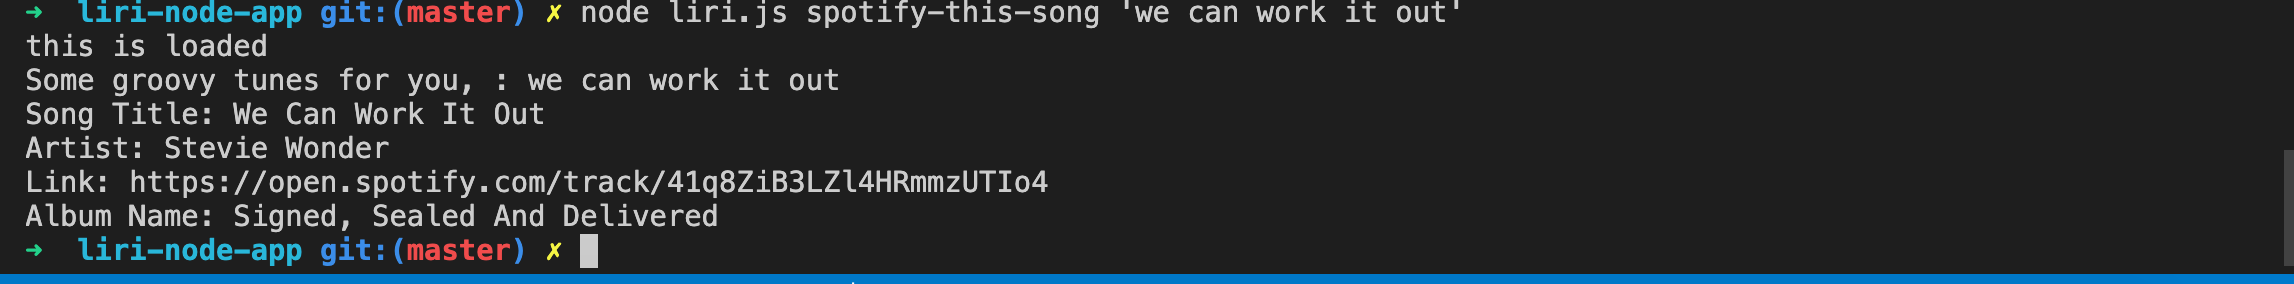 → liri-node-app git:(master) ✗ node liri.js spotify-this-song 'we can work it out'
this is loaded
Some groovy tunes for you, : we can work it out
Song Title: We Can Work It Out
Artist: Stevie Wonder
Link: https://open.spotify.com/track/41q8ZiB3LZl4HRmmzUTIo4
Album Name: Signed, Sealed And Delivered
→ liri-node-app git:(master) ✗